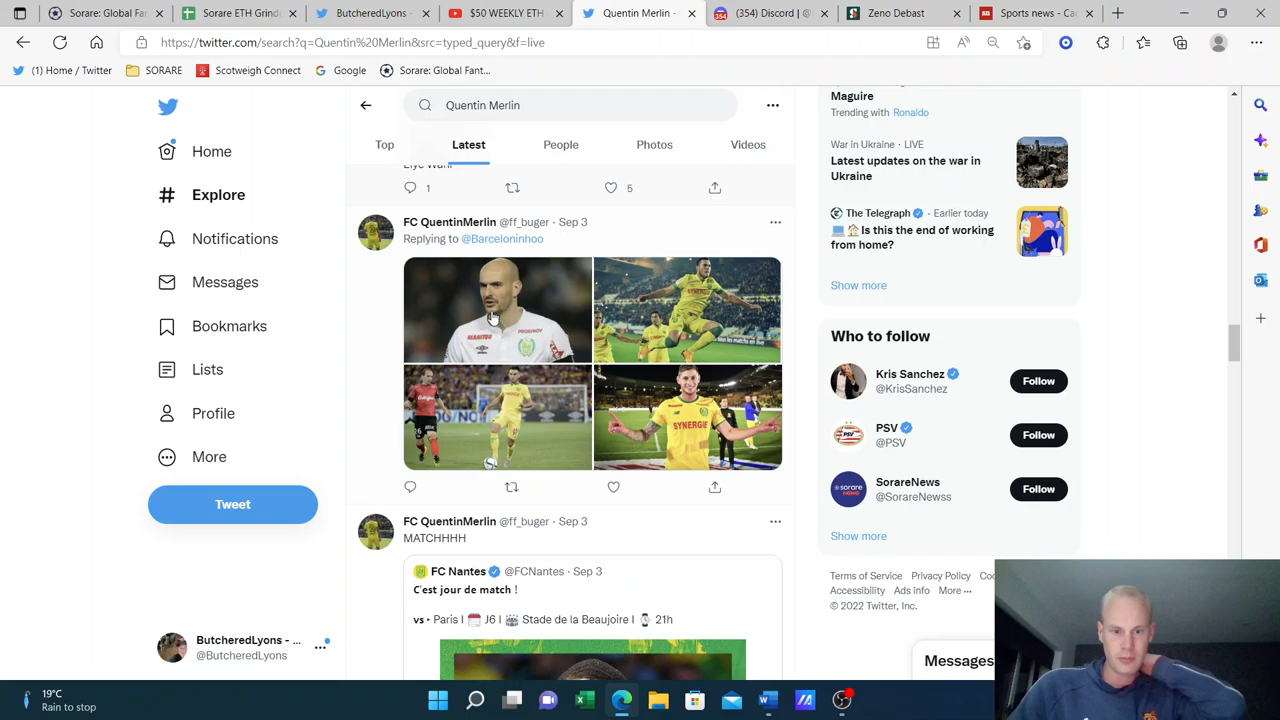 Sorare: Global Fan
Sorare ETH Grind
ButcheredLyons -
$50 WEEKLY ETH
Quentin Merlin -
(354) Discord | @
Zeno Debast
Sports news - Ca
https://twitter.com/search?q=Quentin%20Merlin&src=typed_query&f=live
(1) Home / Twitter
SORARE
Scotweigh Connect
Google
Sorare: Global Fant...
Home
Explore
Notifications
Messages
Bookmarks
Lists
Profile
More
Tweet
ButcheredLyons - ...
@ButcheredLyons
Quentin Merlin
Top
Latest
People
Photos
Videos
Elye Wahi
1
5
FC QuentinMerlin @ff_buger · Sep 3
Replying to @Barceloninhoo
SYNERGIE
SYNERGIE
FC QuentinMerlin @ff_buger · Sep 3
MATCHHHH
FC Nantes @FCNantes · Sep 3
C'est jour de match !
vs ▸ Paris I J6 I Stade de la Beaujoire I 21h
Maguire
Trending with Ronaldo
War in Ukraine · LIVE
Latest updates on the war in
Ukraine
The Telegraph · Earlier today
Is this the end of working
from home?
Show more
Who to follow
Kris Sanchez
@KrisSanchez
Follow
PSV
@PSV
Follow
SorareNews
@SorareNewss
Follow
Show more
Terms of Service Privacy Policy Coo
Accessibility Ads info More ...
© 2022 Twitter, Inc.
Messages
19°C
Rain to stop